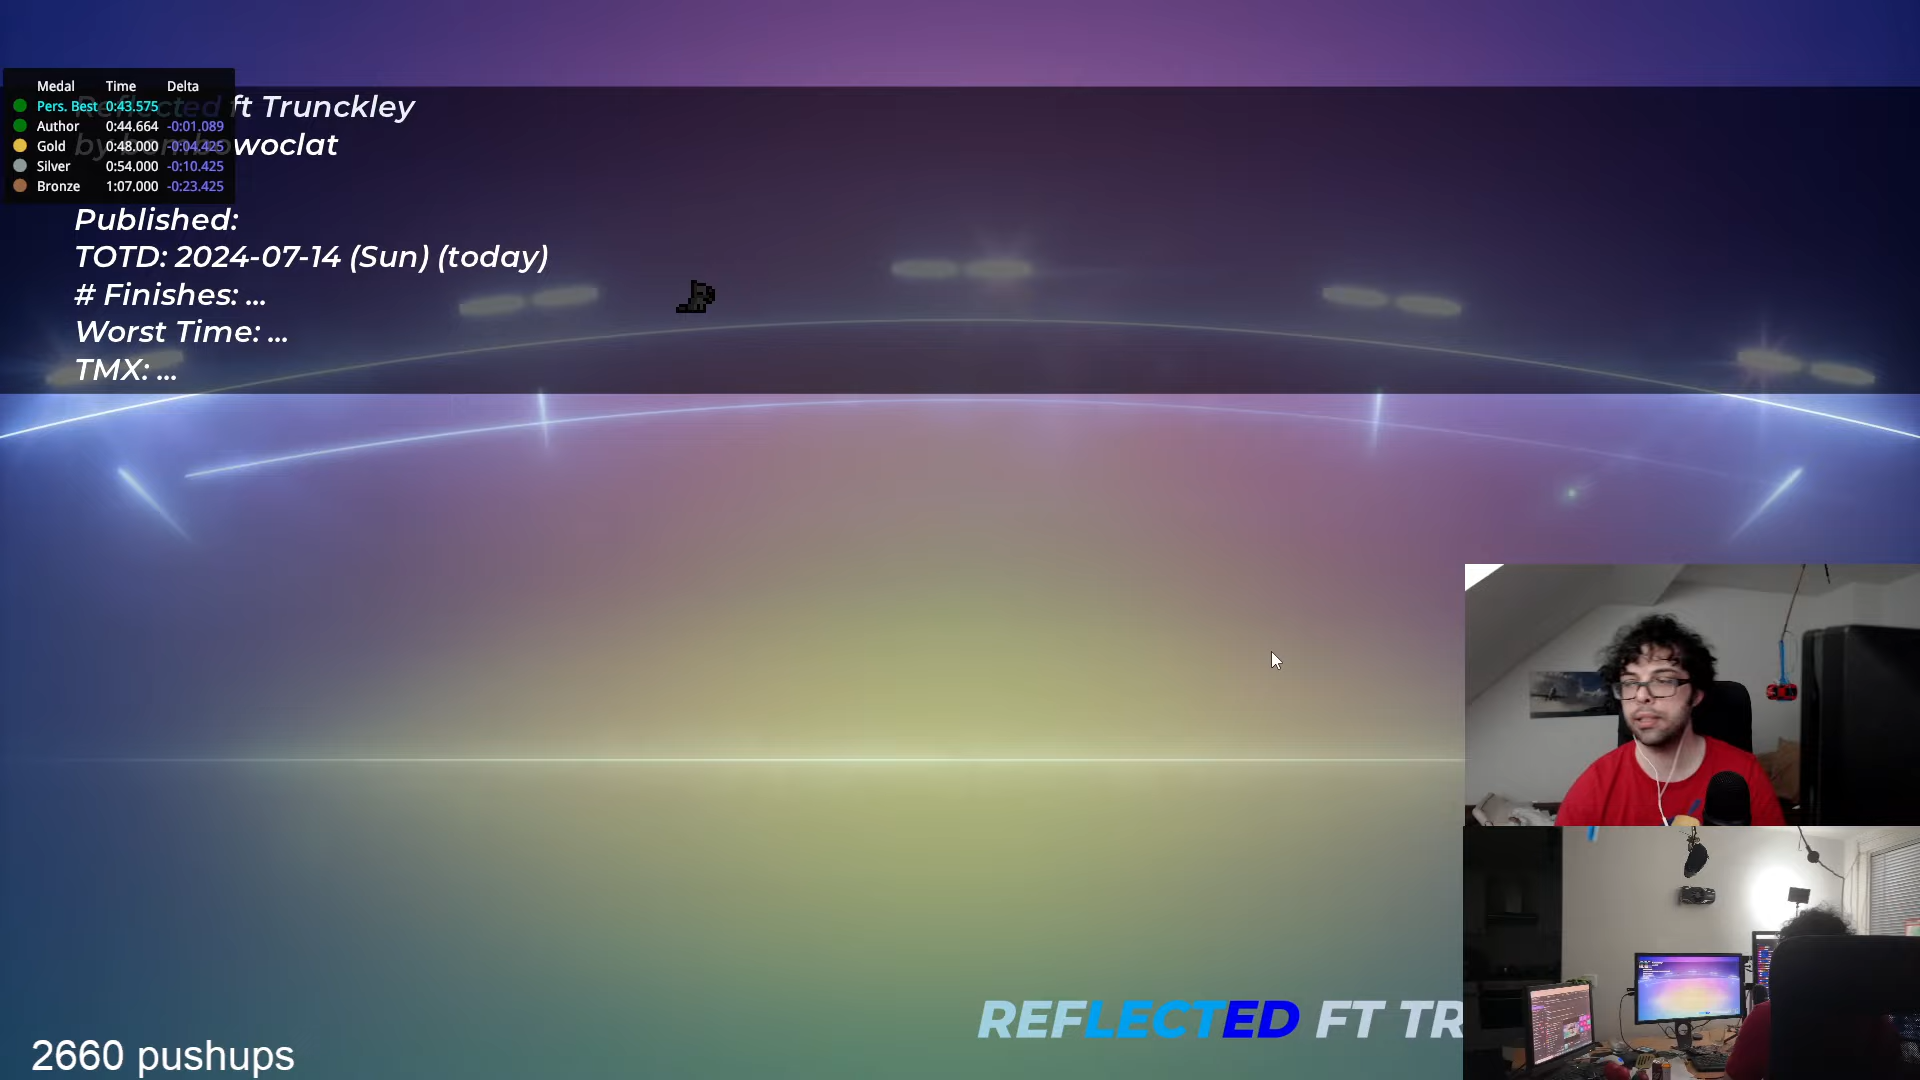 Medal Time Delta
Pers. Best 0:43.575
Author 0:44.664 -0:01.089
Gold 0:48.000 -0:04.425
Silver 0:54.000 -0:10.425
Bronze 1:07.000 -0:23.425
Reflected ft Trunckley
by woclat
Published:
TOTD: 2024-07-14 (Sun) (today)
# Finishes: ...
Worst Time: ...
TMX: ...
REFLECTED FT TR
2660 pushups